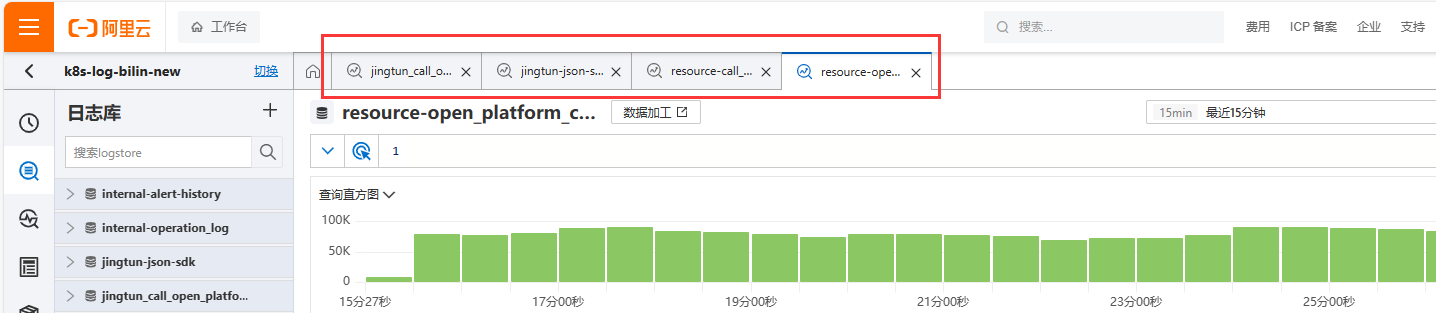 阿里云 工作台 搜索... 费用 ICP 备案 企业 支持
k8s-log-bilin-new 切换 jingtun_call_o... jingtun-json-s... resource-call_... resource-ope...
日志库 resource-open_platform_c... 数据加工 15min 最近15分钟
搜索logstore 1
查询直方图
internal-alert-history
internal-operation_log
jingtun-json-sdk
jingtun_call_open_platfo...
100K
50K
0
15分27秒 17分00秒 19分00秒 21分00秒 23分00秒 25分00秒